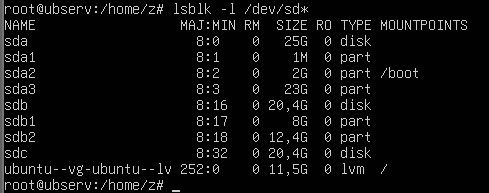 root@ubserv:/home/z# lsblk -l /dev/sd*
NAME MAJ:MIN RM SIZE RO TYPE MOUNTPOINTS
sda 8:0 0 25G 0 disk
sda1 8:1 0 1M 0 part
sda2 8:2 0 2G 0 part /boot
sda3 8:3 0 23G 0 part
sdb 8:16 0 20,4G 0 disk
sdb1 8:17 0 8G 0 part
sdb2 8:18 0 12,4G 0 part
sdc 8:32 0 20,4G 0 disk
ubuntu--vg-ubuntu--lv 252:0 0 11,5G 0 lvm /
root@ubserv:/home/z# _